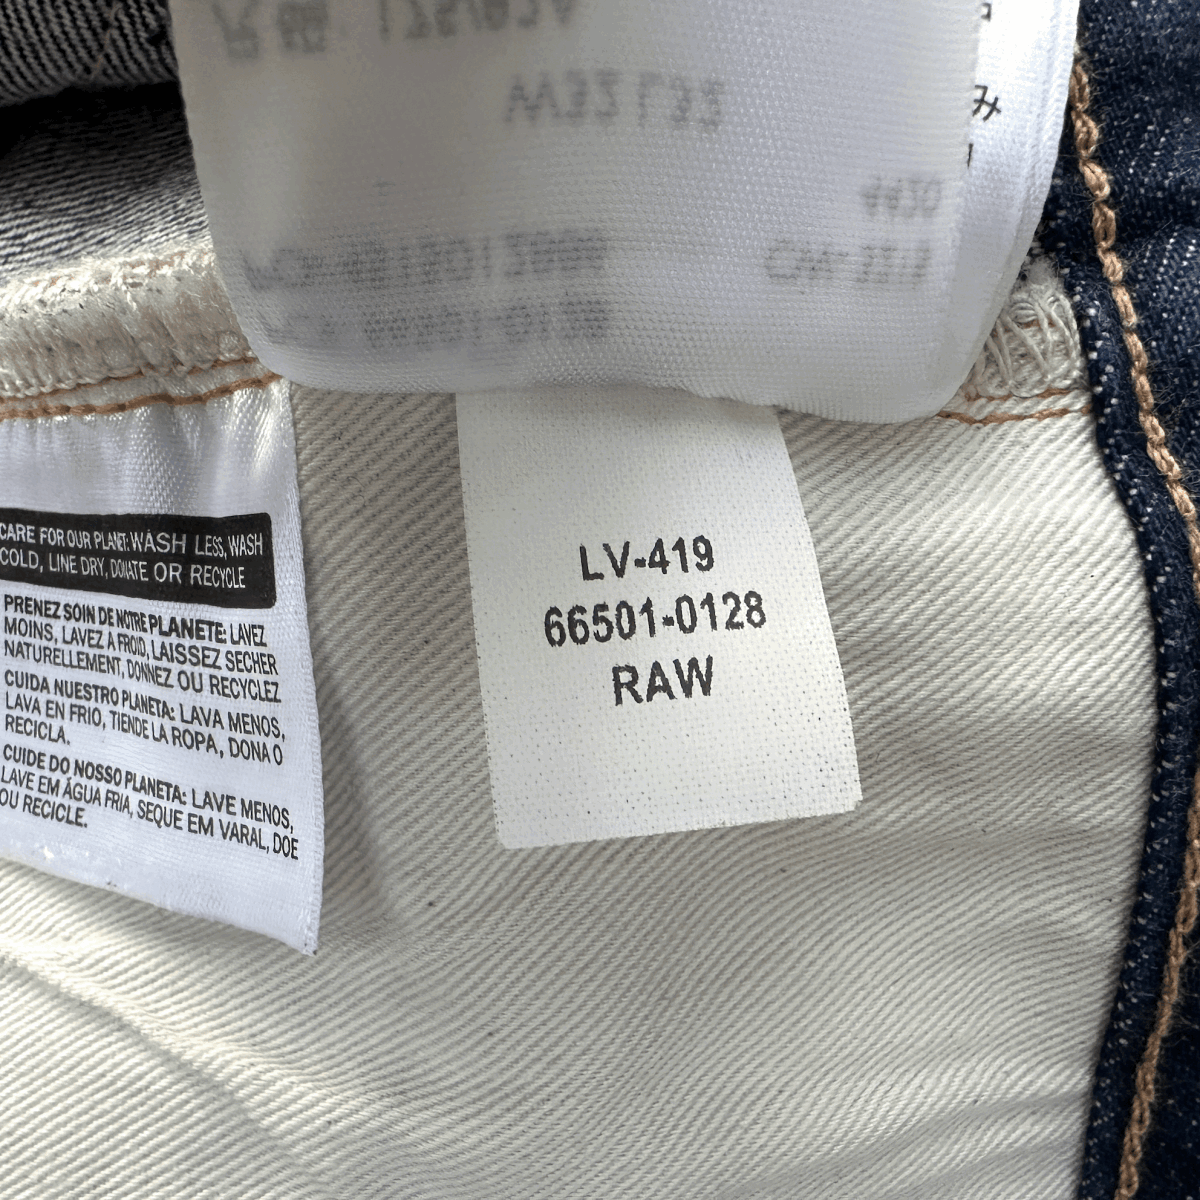 W32 L32
CARE FOR OUR PLANET: WASH LESS, WASH
COLD, LINE DRY, DONATE OR RECYCLE
PRENEZ SOIN DE NOTRE PLANETE: LAVEZ
MOINS, LAVEZ A FROID, LAISSEZ SECHER
NATURELLEMENT, DONNEZ OU RECYCLEZ
CUIDA NUESTRO PLANETA: LAVA MENOS,
LAVA EN FRIO, TIENDE LA ROPA, DONA O
RECICLA.
CUIDE DO NOSSO PLANETA: LAVE MENOS,
LAVE EM ÁGUA FRIA, SEQUE EM VARAL, DOE
OU RECICLE.
LV-419
66501-0128
RAW